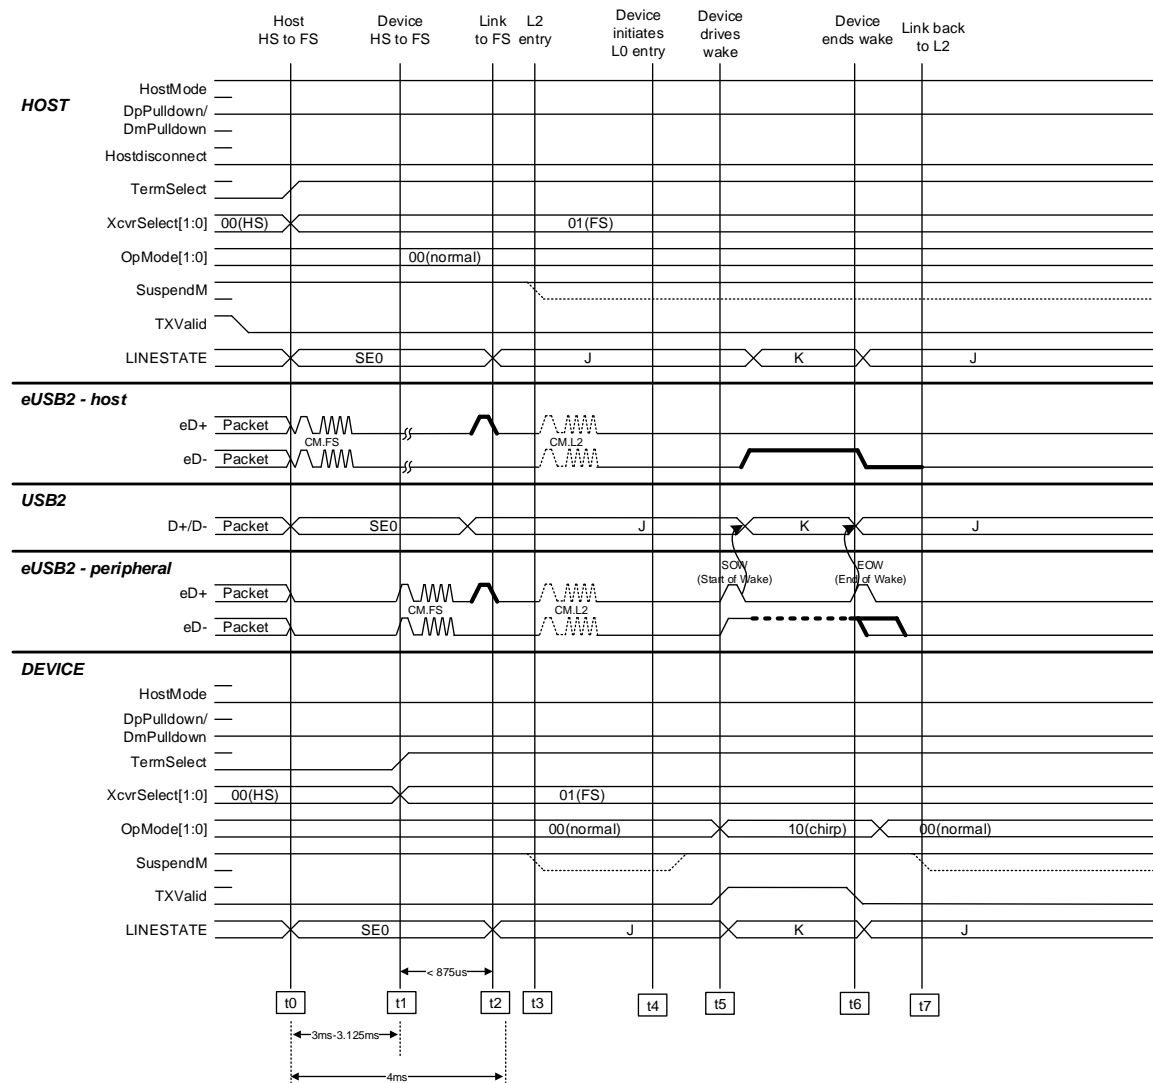 Host
HS to FS
Device
HS to FS
Link
to FS
L2
entry
Device
initiates
L0 entry
Device
drives
wake
Device
ends wake
Link back
to L2
HOST
HostMode
DpPulldown/
DmPulldown
Hostdisconnect
TermSelect
XcvrSelect[1:0] 00(HS) 01(FS)
OpMode[1:0] 00(normal)
SuspendM
TXValid
LINESTATE SE0 J K J
eUSB2 - host
eD+ Packet
CM.FS CM.L2
eD- Packet
USB2
D+/D- Packet SE0 J K J
eUSB2 - peripheral
SOW
(Start of Wake)
EOW
(End of Wake)
eD+ Packet
CM.FS CM.L2
eD- Packet
DEVICE
HostMode
DpPulldown/
DmPulldown
TermSelect
XcvrSelect[1:0] 00(HS) 01(FS)
OpMode[1:0] 00(normal) 10(chirp) 00(normal)
SuspendM
TXValid
LINESTATE SE0 J K J
< 875us
t0 t1 t2 t3 t4 t5 t6 t7
3ms-3.125ms
4ms